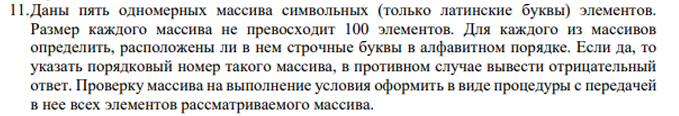 11.Даны пять одномерных массива символьных (только латинские буквы) элементов.
Размер каждого массива не превосходит 100 элементов. Для каждого из массивов
определить, расположены ли в нем строчные буквы в алфавитном порядке. Если да, то
указать порядковый номер такого массива, в противном случае вывести отрицательный
ответ. Проверку массива на выполнение условия оформить в виде процедуры с передачей
в нее всех элементов рассматриваемого массива.